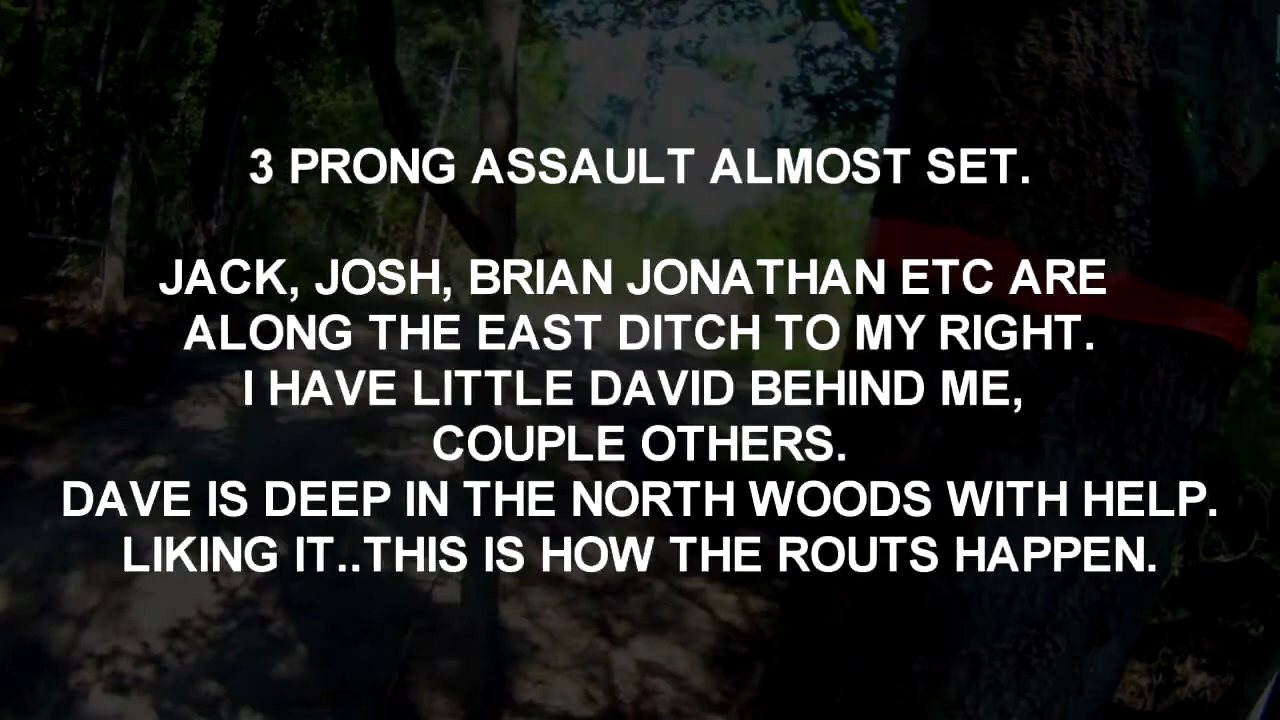 3 PRONG ASSAULT ALMOST SET.
JACK, JOSH, BRIAN JONATHAN ETC ARE
ALONG THE EAST DITCH TO MY RIGHT.
I HAVE LITTLE DAVID BEHIND ME,
COUPLE OTHERS.
DAVE IS DEEP IN THE NORTH WOODS WITH HELP.
LIKING IT..THIS IS HOW THE ROUTS HAPPEN.